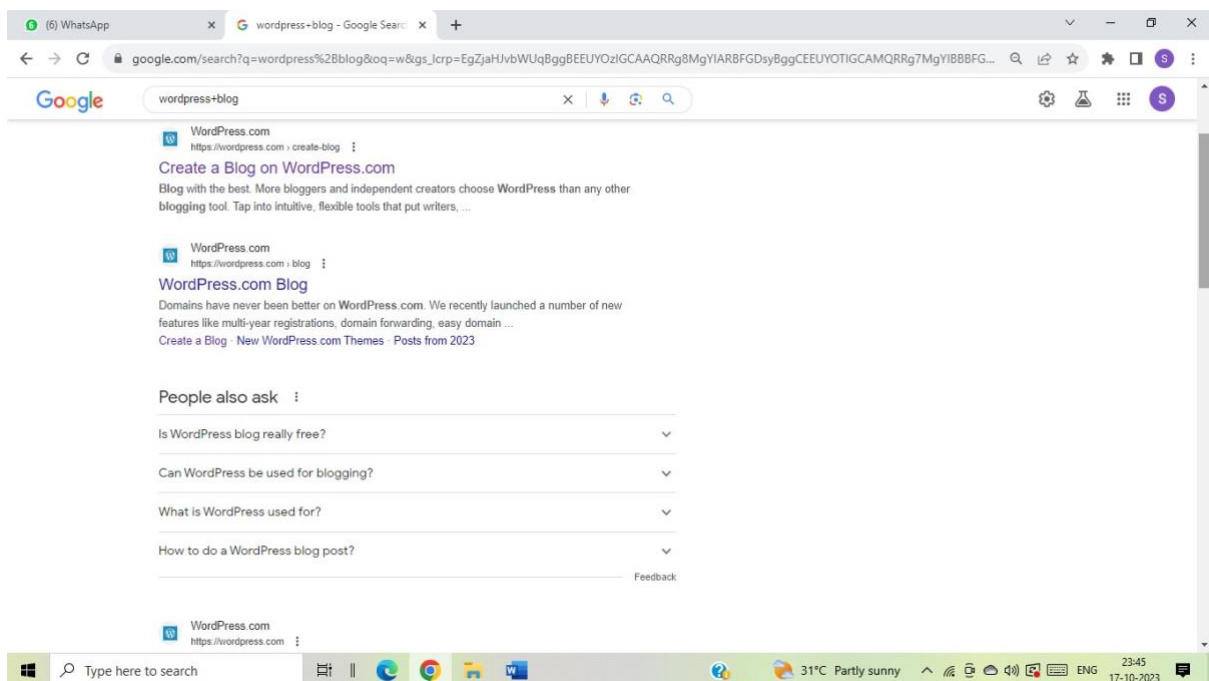 6 (6) WhatsApp
G wordpress+blog - Google Searc
google.com/search?q=wordpress%2Bblog&oq=w&gs_lcrp=EgZjaHJvbWUqBggBEEUYOzIGCAAQRRg8MgYIARBFGDsyBggCEEUYOTIGCAMQRRg7MgYIBBBFG...
S
Google
wordpress+blog
S
WordPress.com
https://wordpress.com › create-blog
Create a Blog on WordPress.com
Blog with the best. More bloggers and independent creators choose WordPress than any other
blogging tool. Tap into intuitive, flexible tools that put writers, ...
WordPress.com
https://wordpress.com › blog
WordPress.com Blog
Domains have never been better on WordPress.com. We recently launched a number of new
features like multi-year registrations, domain forwarding, easy domain ...
Create a Blog · New WordPress.com Themes · Posts from 2023
People also ask
Is WordPress blog really free?
Can WordPress be used for blogging?
What is WordPress used for?
How to do a WordPress blog post?
Feedback
WordPress.com
https://wordpress.com
Type here to search
31°C Partly sunny
ENG
23:45
17-10-2023